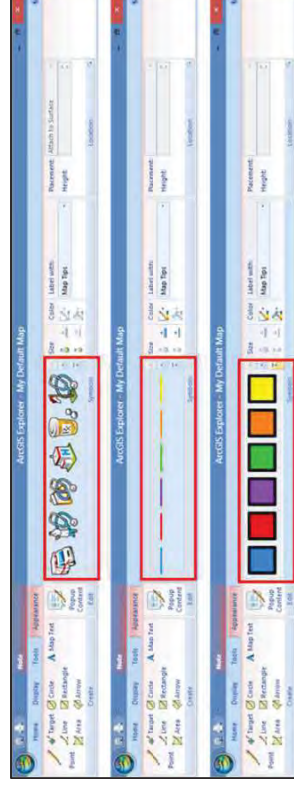 ArcGIS Explorer - My Default Map
Note
Home Display Tools Appearance
Point
Target Circle Map Text
Line Rectangle
Area Arrow
Create
Popup Content
Edit
Symbols
Size Color
Label with:
Map Tips
Placement: Attach to Surface
Height:
Location
ArcGIS Explorer - My Default Map
Note
Home Display Tools Appearance
Point
Target Circle Map Text
Line Rectangle
Area Arrow
Create
Popup Content
Edit
Symbols
Size Color
Label with:
Map Tips
Placement:
Height:
Location
ArcGIS Explorer - My Default Map
Note
Home Display Tools Appearance
Point
Target Circle Map Text
Line Rectangle
Area Arrow
Create
Popup Content
Edit
Symbols
Size Color
Label with:
Map Tips
Placement:
Height:
Location